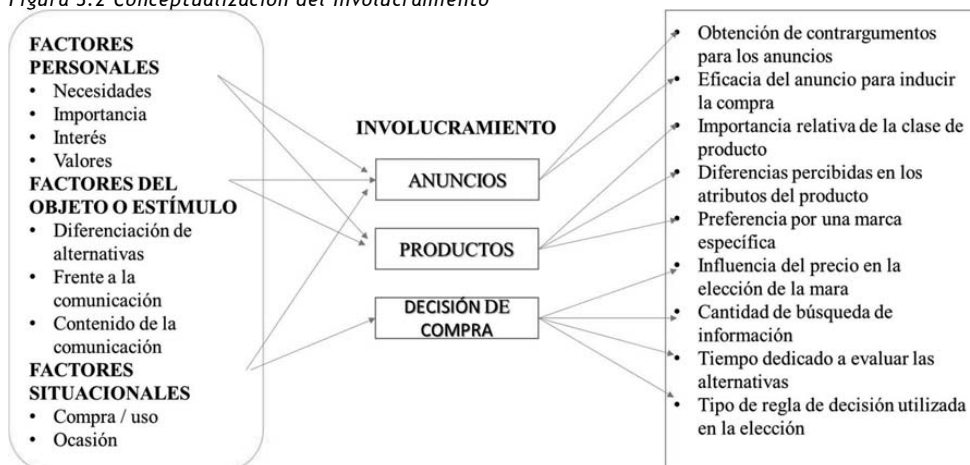 Figura 3.2 Conceptualización del involucramiento
FACTORES
PERSONALES
• Necesidades
• Importancia
• Interés
• Valores
FACTORES DEL
OBJETO O ESTÍMULO
• Diferenciación de
alternativas
• Frente a la
comunicación
• Contenido de la
comunicación
FACTORES
SITUACIONALES
• Compra / uso
• Ocasión
INVOLUCRAMIENTO
ANUNCIOS
PRODUCTOS
DECISIÓN DE
COMPRA
• Obtención de contrargumentos
para los anuncios
• Eficacia del anuncio para inducir
la compra
• Importancia relativa de la clase de
producto
• Diferencias percibidas en los
atributos del producto
• Preferencia por una marca
específica
• Influencia del precio en la
elección de la mara
• Cantidad de búsqueda de
información
• Tiempo dedicado a evaluar las
alternativas
• Tipo de regla de decisión utilizada
en la elección